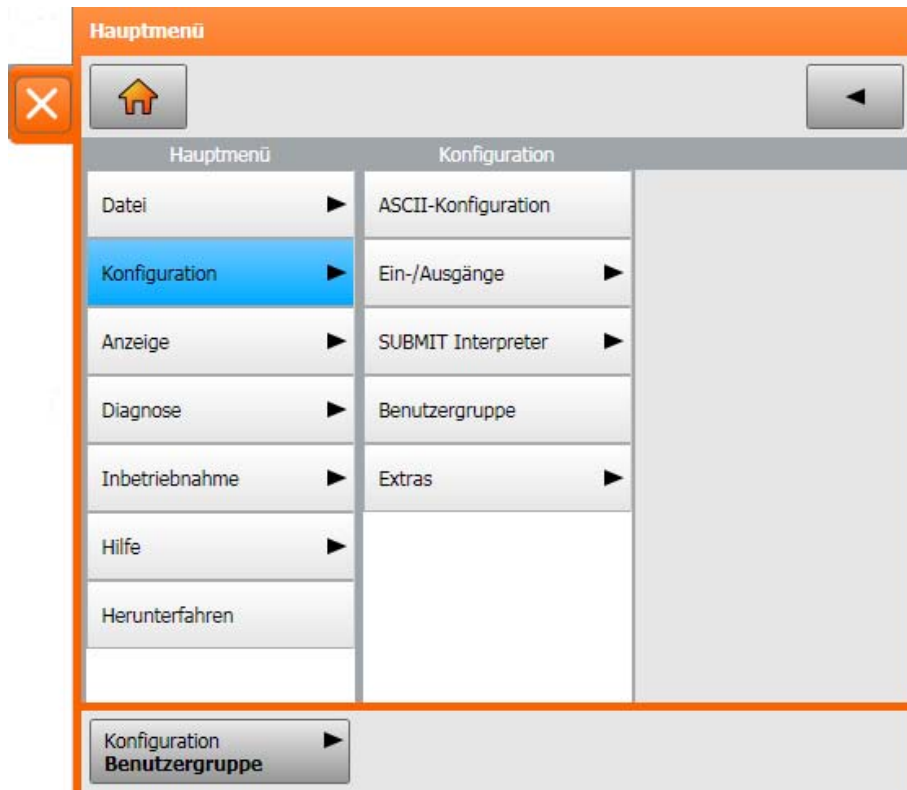 Hauptmenü
Hauptmenü
Konfiguration
Datei
Konfiguration
Anzeige
Diagnose
Inbetriebnahme
Hilfe
Herunterfahren
ASCII-Konfiguration
Ein-/Ausgänge
SUBMIT Interpreter
Benutzergruppe
Extras
Konfiguration
Benutzergruppe